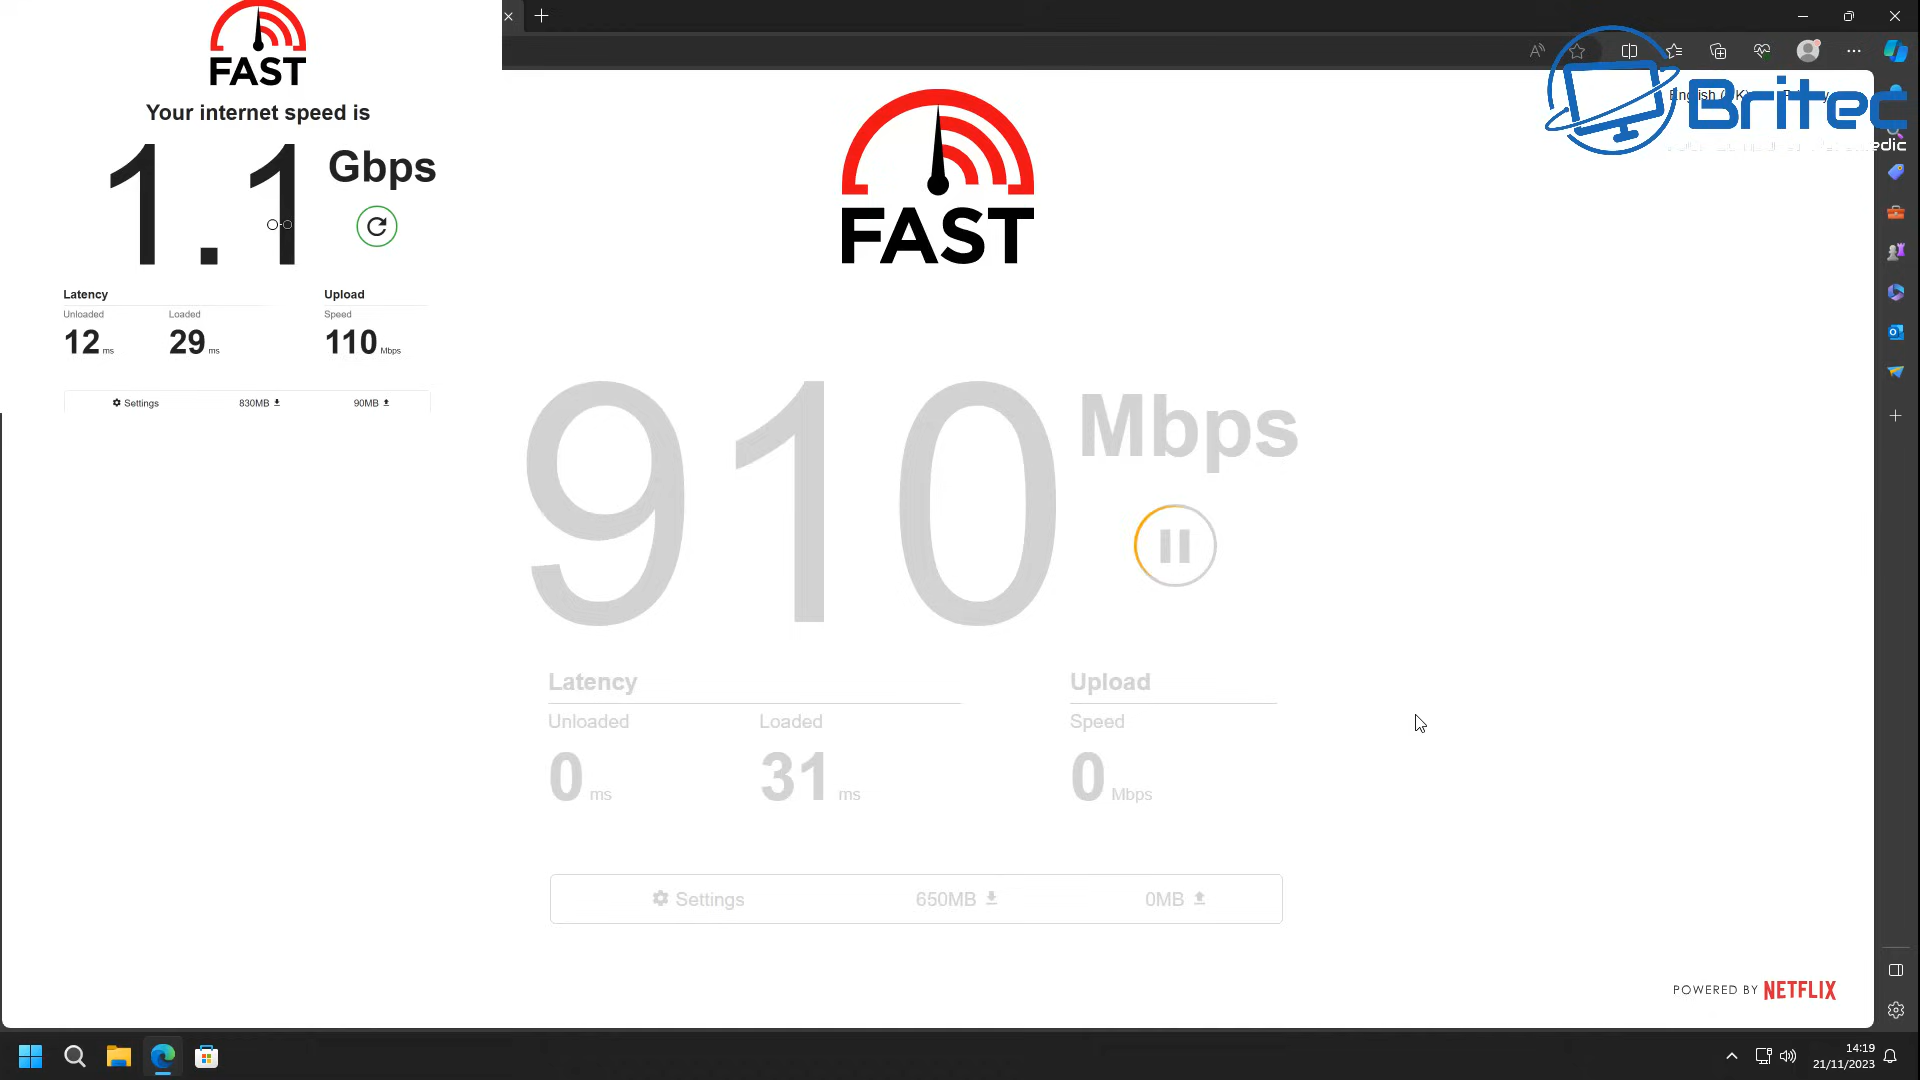 FAST
Your internet speed is
1.1 Gbps
Latency
Upload
Unloaded
Loaded
Speed
12 ms
29 ms
110 Mbps
Settings
830MB
90MB
English (UK)
Britec
FAST
910 Mbps
Latency
Upload
Unloaded
Loaded
Speed
0 ms
31 ms
0 Mbps
Settings
650MB
0MB
POWERED BY NETFLIX
14:19
21/11/2023